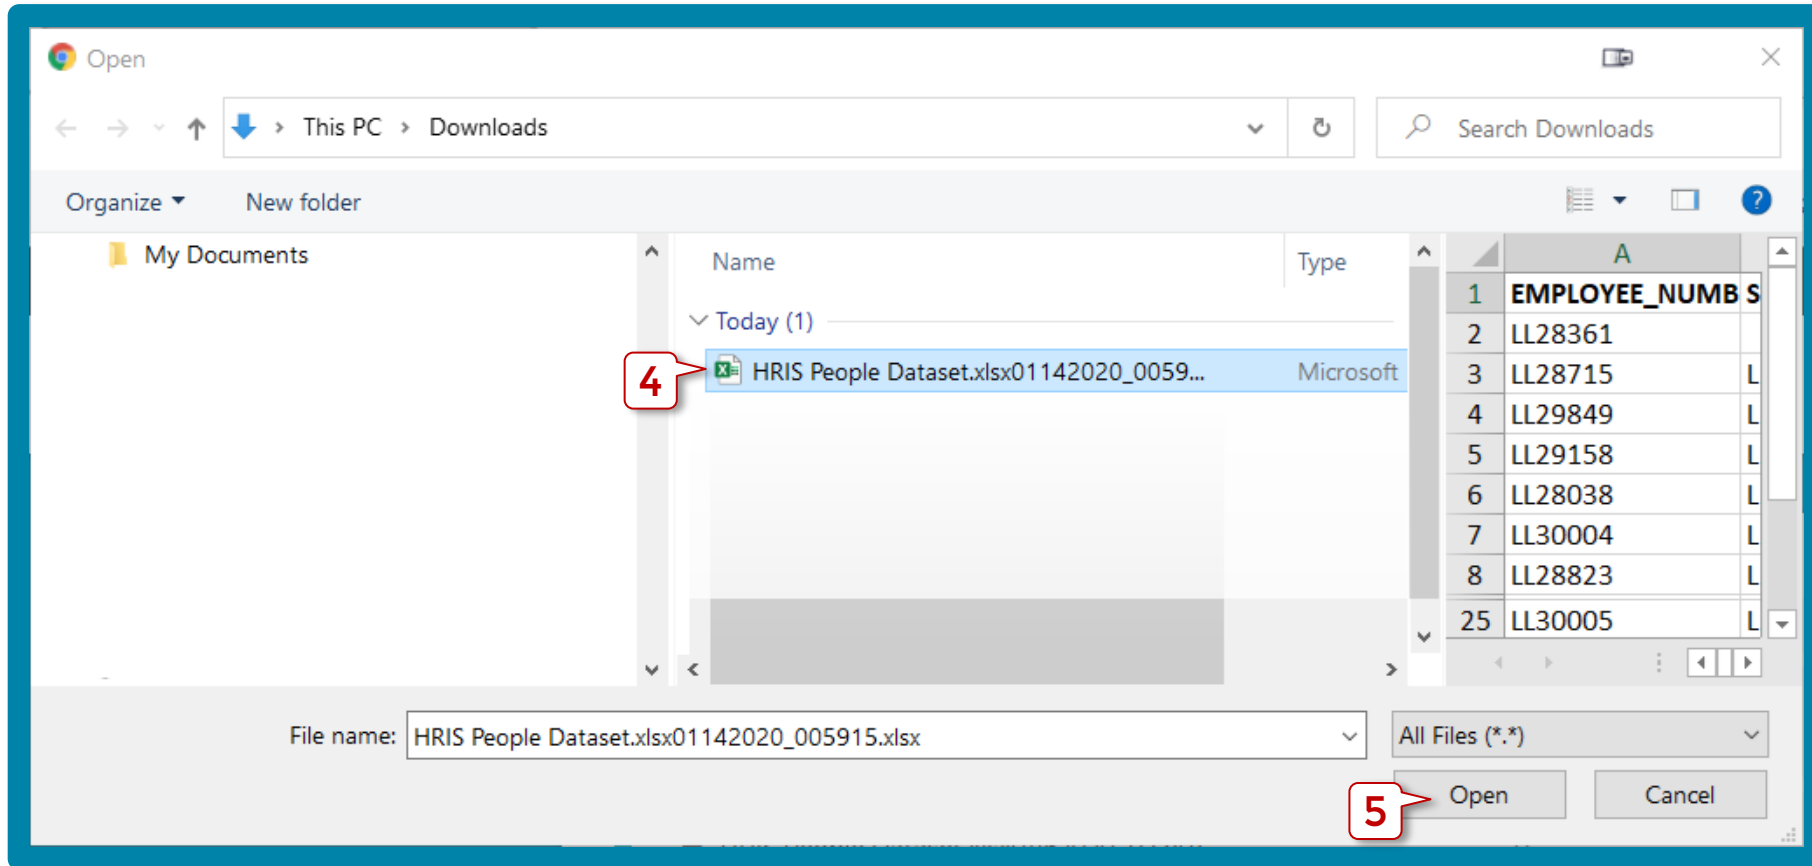 Open
This PC > Downloads
Search Downloads
Organize
New folder
?
My Documents
Name
Type
A
1 EMPLOYEE_NUMB S
Today (1)
2 LL28361
4
HRIS People Dataset.xlsx01142020_0059...
Microsoft
3 LL28715 L
4 LL29849 L
5 LL29158 L
6 LL28038 L
7 LL30004 L
8 LL28823 L
25 LL30005 L
File name: HRIS People Dataset.xlsx01142020_005915.xlsx
All Files (*.*)
5
Open
Cancel